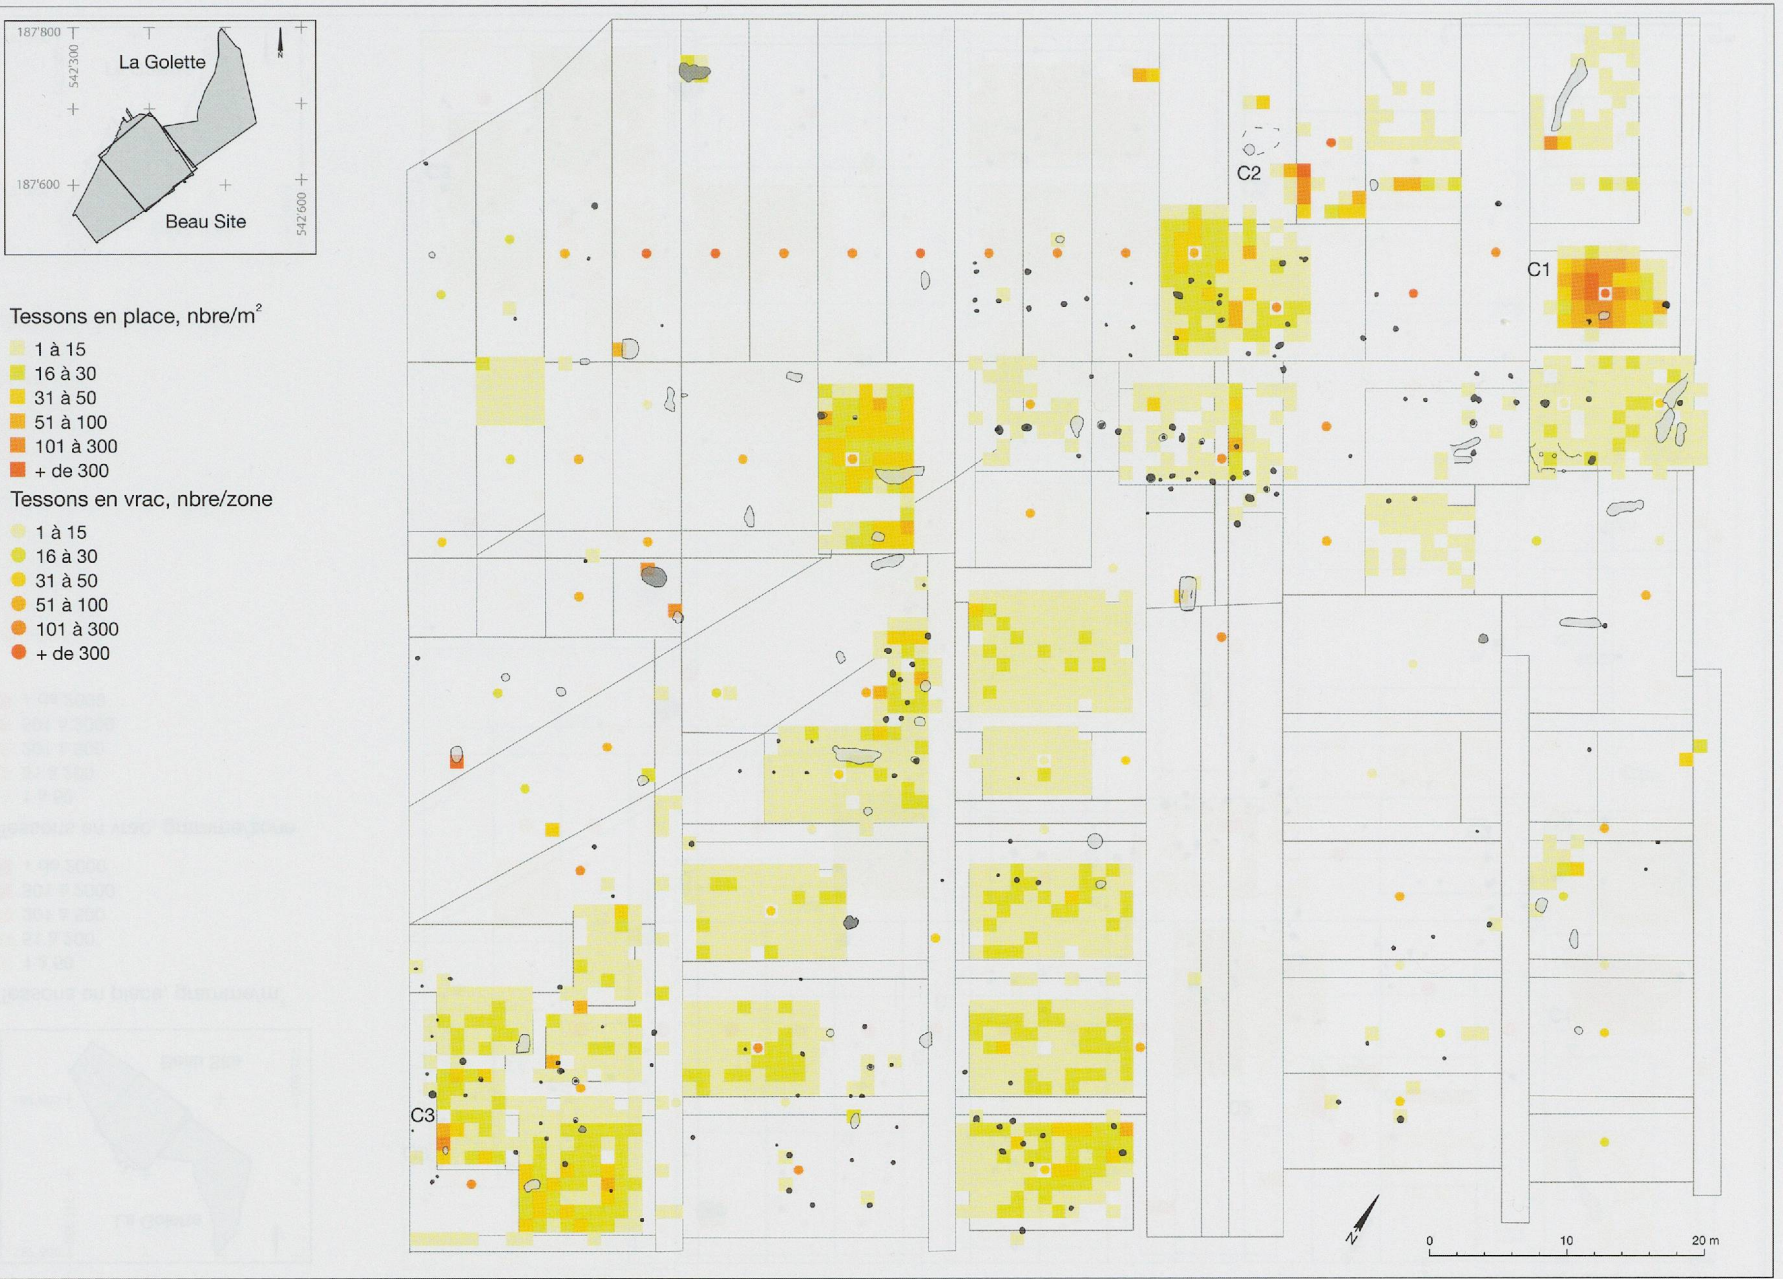 187'800
542'300
La Golette
N
187'600
542'600
Beau Site
Tessons en place, nbre/m²
1 à 15
16 à 30
31 à 50
51 à 100
101 à 300
+ de 300
Tessons en vrac, nbre/zone
1 à 15
16 à 30
31 à 50
51 à 100
101 à 300
+ de 300
C2
C1
C3
N
0 10 20 m